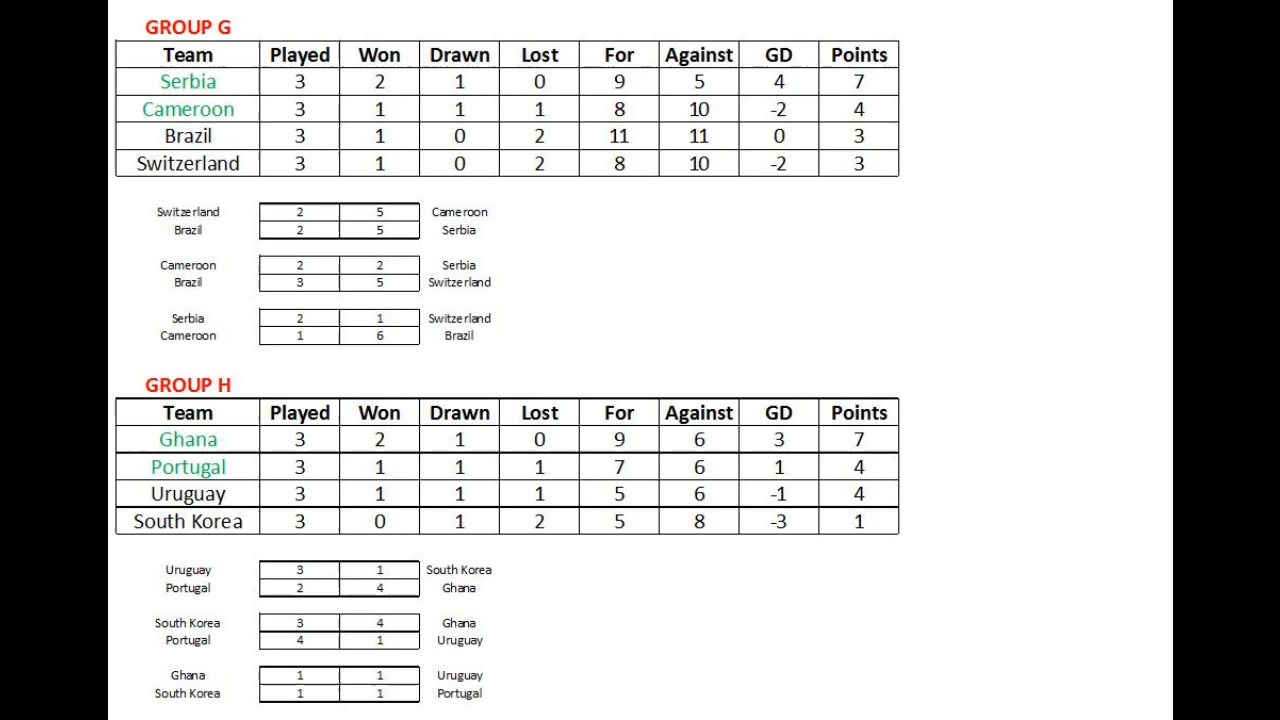 GROUP G
Team Played Won Drawn Lost For Against GD Points
Serbia 3 2 1 0 9 5 4 7
Cameroon 3 1 1 1 8 10 -2 4
Brazil 3 1 0 2 11 11 0 3
Switzerland 3 1 0 2 8 10 -2 3
Switzerland 2 5 Cameroon
Brazil 2 5 Serbia
Cameroon 2 2 Serbia
Brazil 3 5 Switzerland
Serbia 2 1 Switzerland
Cameroon 1 6 Brazil
GROUP H
Team Played Won Drawn Lost For Against GD Points
Ghana 3 2 1 0 9 6 3 7
Portugal 3 1 1 1 7 6 1 4
Uruguay 3 1 1 1 5 6 -1 4
South Korea 3 0 1 2 5 8 -3 1
Uruguay 3 1 South Korea
Portugal 2 4 Ghana
South Korea 3 4 Ghana
Portugal 4 1 Uruguay
Ghana 1 1 Uruguay
South Korea 1 1 Portugal